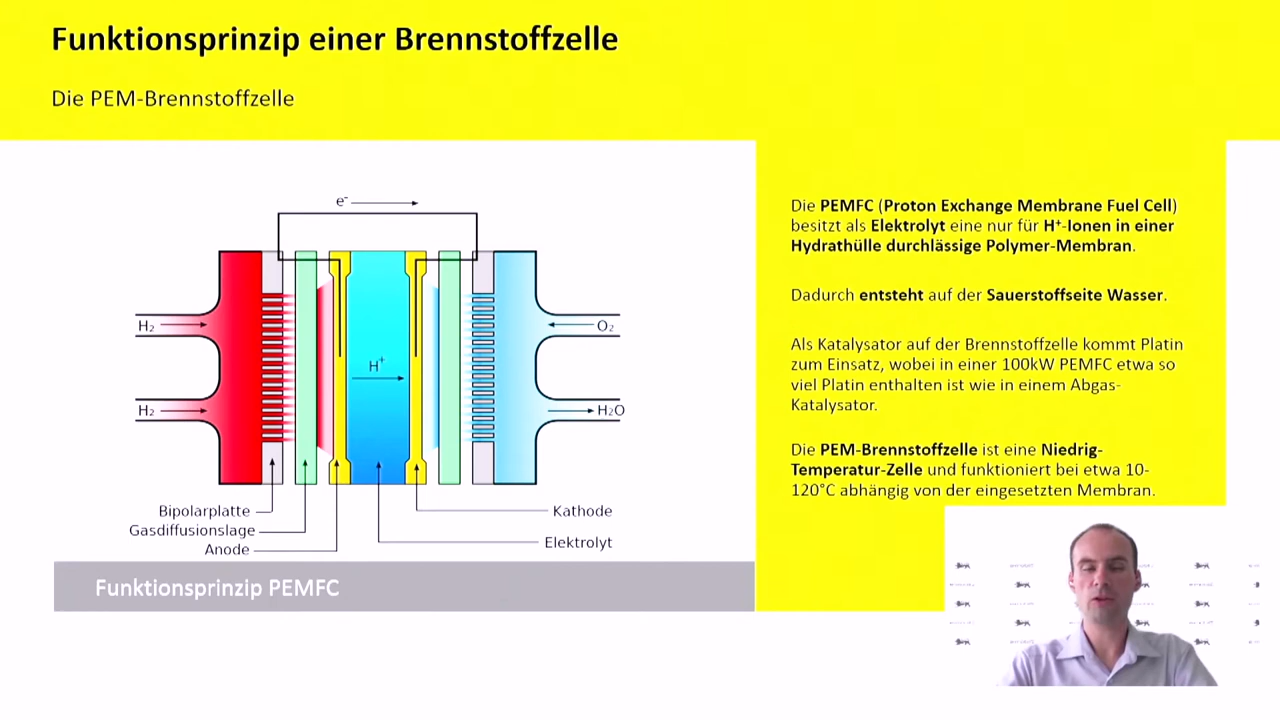 Funktionsprinzip einer Brennstoffzelle
Die PEM-Brennstoffzelle
e⁻
H₂
O₂
H⁺
H₂
H₂O
Bipolarplatte
Gasdiffusionslage
Anode
Kathode
Elektrolyt
Funktionsprinzip PEMFC
Die PEMFC (Proton Exchange Membrane Fuel Cell)
besitzt als Elektrolyt eine nur für H⁺-Ionen in einer
Hydrathülle durchlässige Polymer-Membran.
Dadurch entsteht auf der Sauerstoffseite Wasser.
Als Katalysator auf der Brennstoffzelle kommt Platin
zum Einsatz, wobei in einer 100kW PEMFC etwa so
viel Platin enthalten ist wie in einem Abgas-
Katalysator.
Die PEM-Brennstoffzelle ist eine Niedrig-
Temperatur-Zelle und funktioniert bei etwa 10-
120°C abhängig von der eingesetzten Membran.